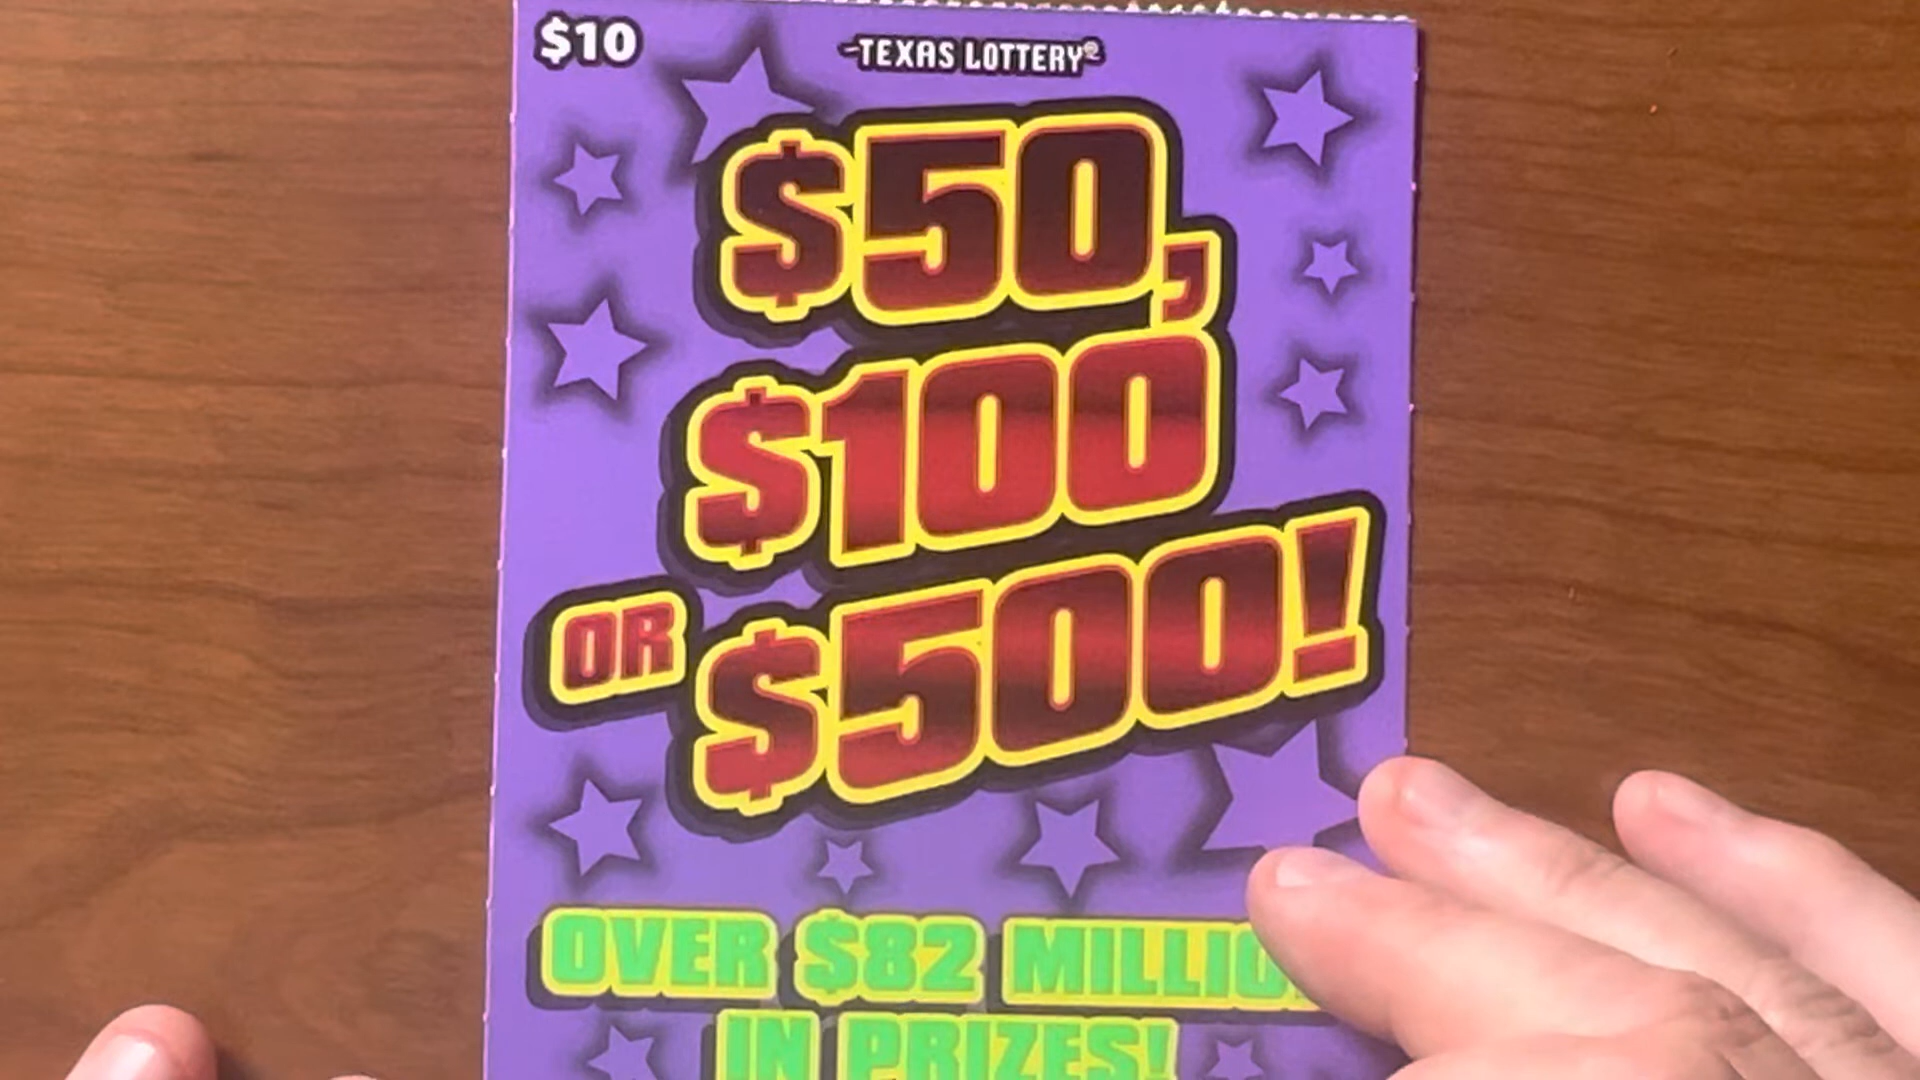 $10
TEXAS LOTTERY®
$50,
$100
OR $500!
OVER $82
IN PRIZES!